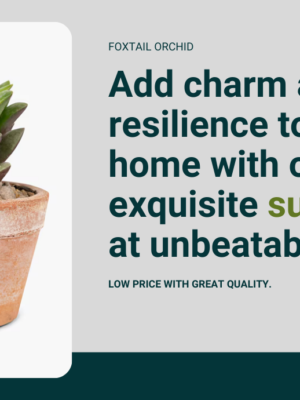 FOXTAIL ORCHID
Add charm a
resilience to
home with o
exquisite su
at unbeatab
LOW PRICE WITH GREAT QUALITY.